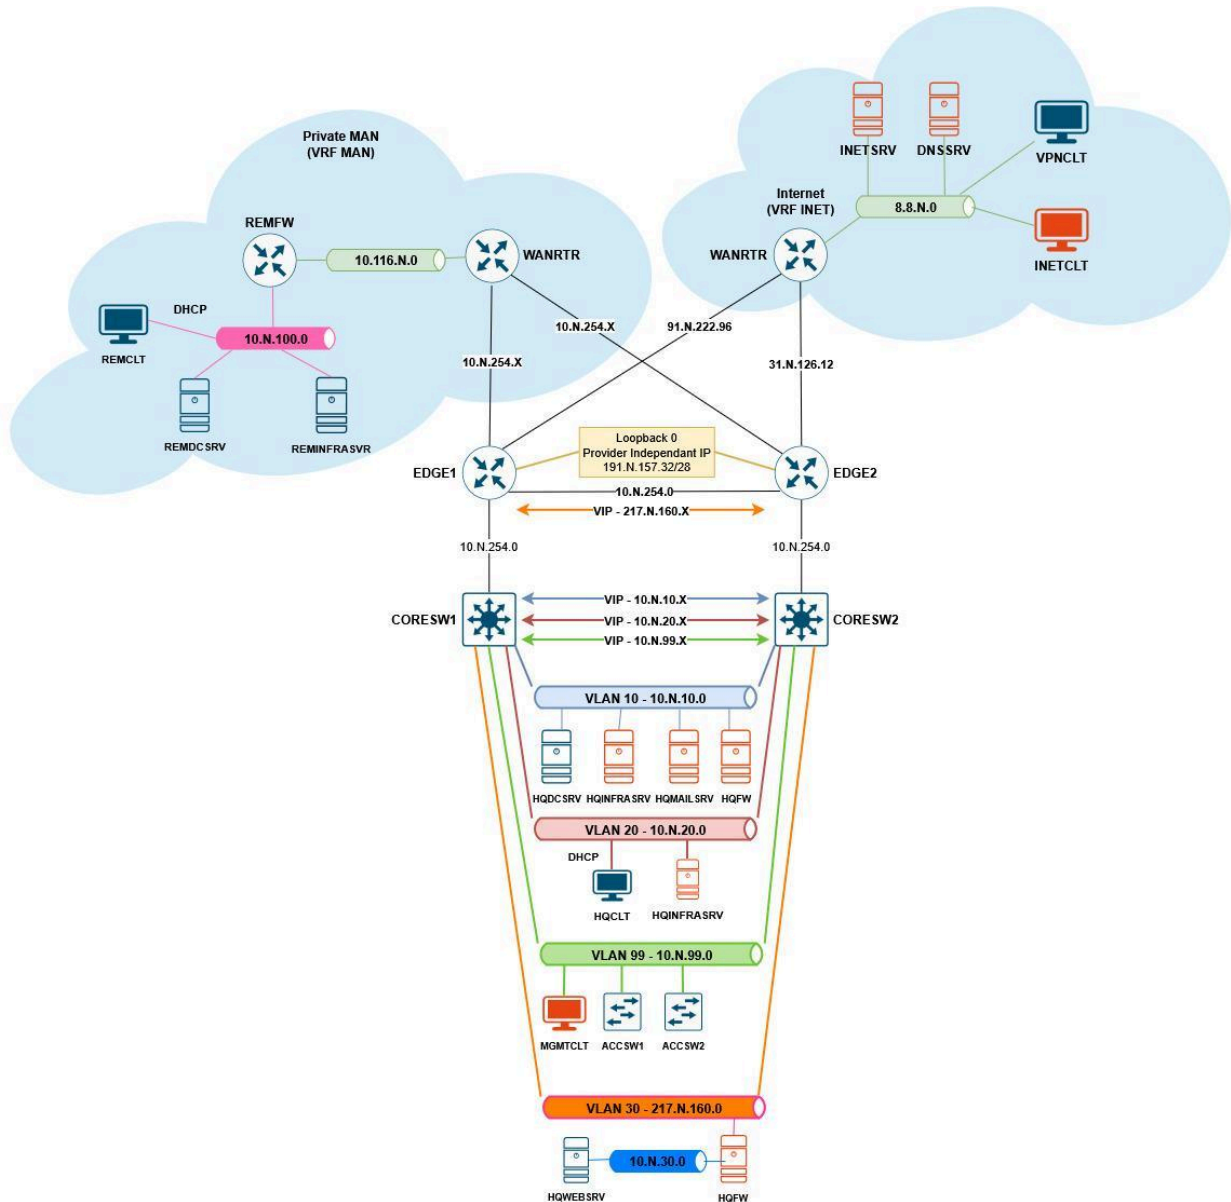 Private MAN
(VRF MAN)
INETSRV
DNSSRV
VPNCLT
Internet
(VRF INET)
8.8.N.0
REMFW
10.116.N.0
WANRTR
WANRTR
INETCLT
DHCP
10.N.100.0
REMCLT
10.N.254.X
91.N.222.96
10.N.254.X
31.N.126.12
REMDCSRV
REMINFRASVR
Loopback 0
Provider Independant IP
191.N.157.32/28
EDGE1
EDGE2
10.N.254.0
VIP - 217.N.160.X
10.N.254.0
10.N.254.0
CORESW1
VIP - 10.N.10.X
VIP - 10.N.20.X
VIP - 10.N.99.X
CORESW2
VLAN 10 - 10.N.10.0
HQDCSRV
HQINFRASRV
HQMAILSRV
HQFW
VLAN 20 - 10.N.20.0
DHCP
HQCLT
HQINFRASRV
VLAN 99 - 10.N.99.0
MGMTCLT
ACCSW1
ACCSW2
VLAN 30 - 217.N.160.0
10.N.30.0
HQWEBSRV
HQFW